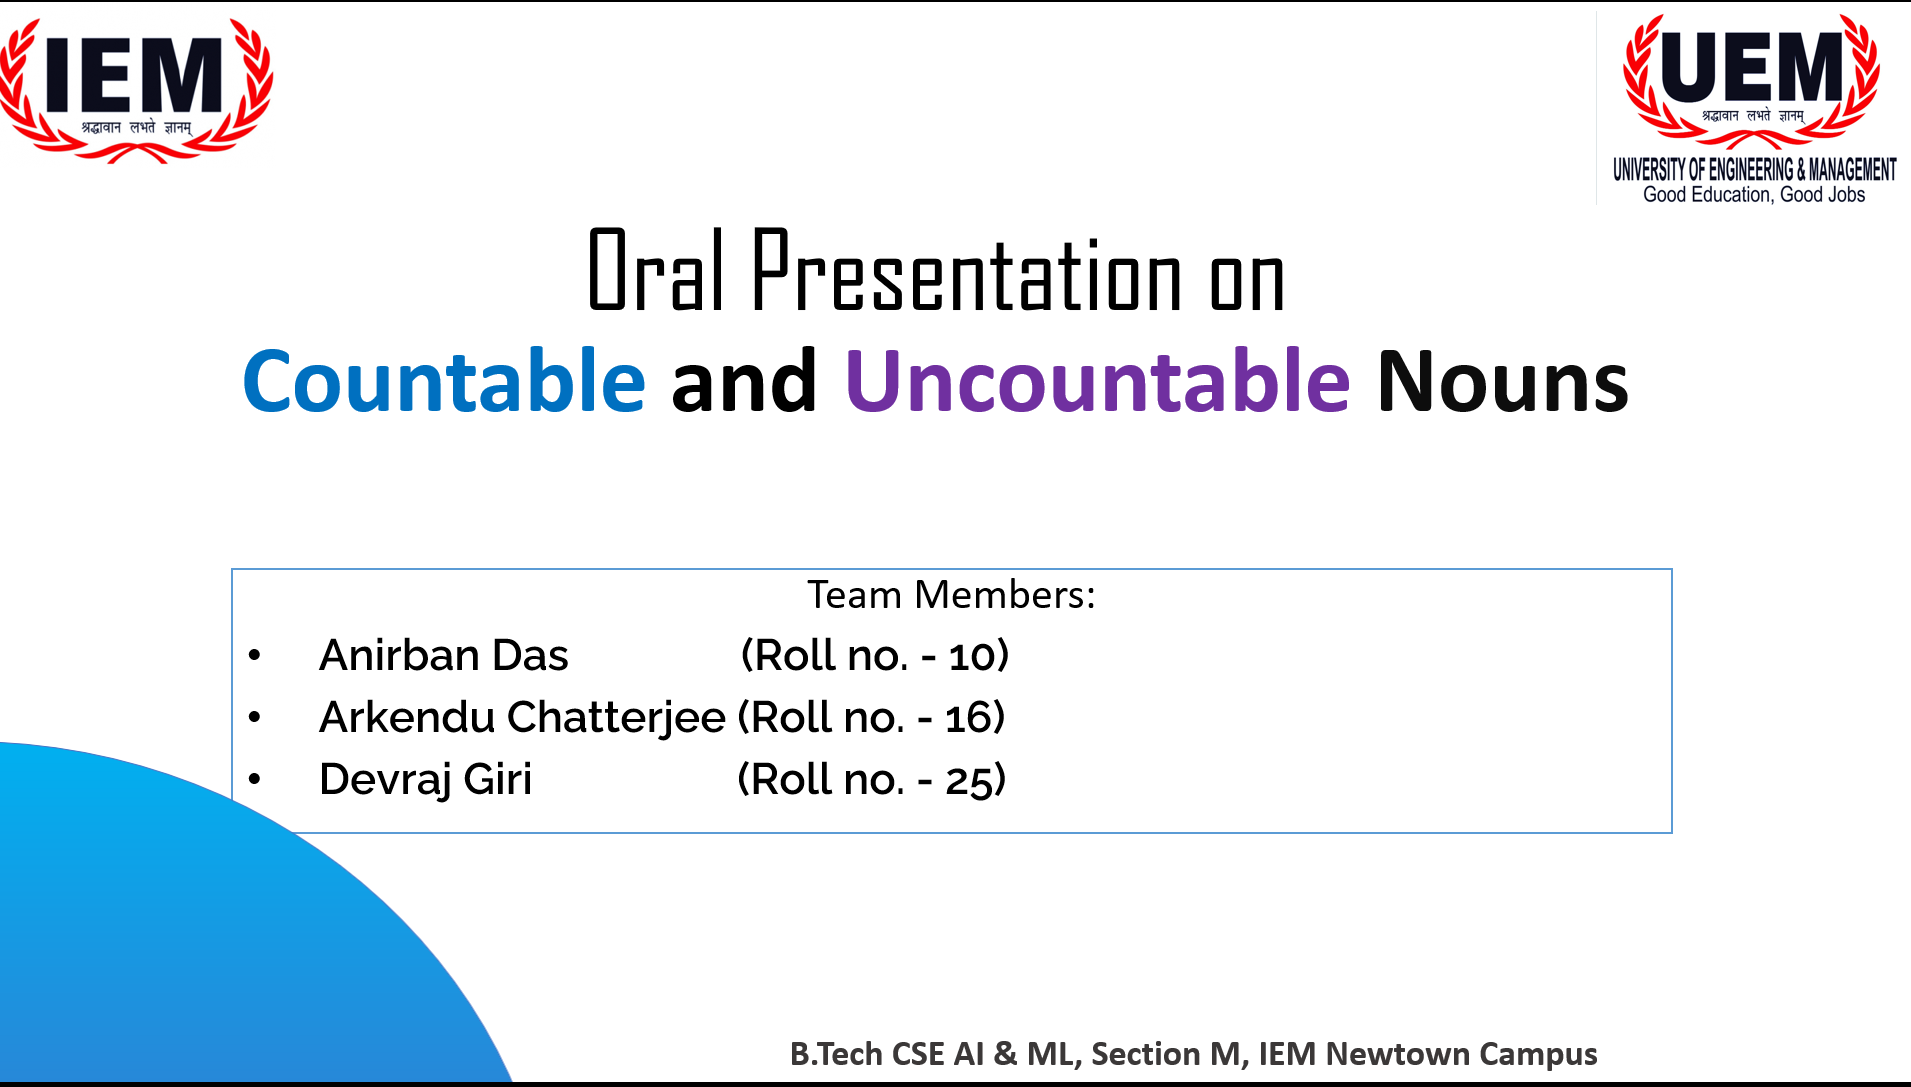 IEM
श्रद्धावान लभते ज्ञानम्
UEM
श्रद्धावान लभते ज्ञानम्
UNIVERSITY OF ENGINEERING & MANAGEMENT
Good Education, Good Jobs
Oral Presentation on
Countable and Uncountable Nouns
Team Members:
• Anirban Das (Roll no. - 10)
• Arkendu Chatterjee (Roll no. - 16)
• Devraj Giri (Roll no. - 25)
B.Tech CSE AI & ML, Section M, IEM Newtown Campus